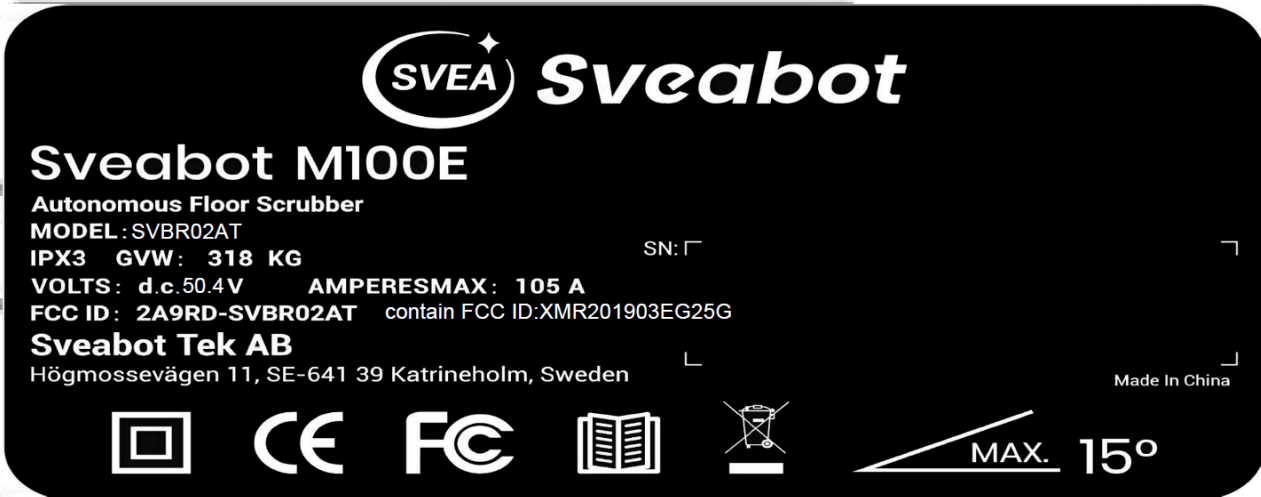 SVEA Sveabot
Sveabot M100E
Autonomous Floor Scrubber
MODEL: SVBR02AT
IPX3 GVW: 318 KG
SN:
VOLTS: d.c.50.4V AMPERESMAX: 105 A
FCC ID: 2A9RD-SVBR02AT contain FCC ID:XMR201903EG25G
Sveabot Tek AB
Högmossevägen 11, SE-641 39 Katrineholm, Sweden
Made In China
CE FC MAX. 15°